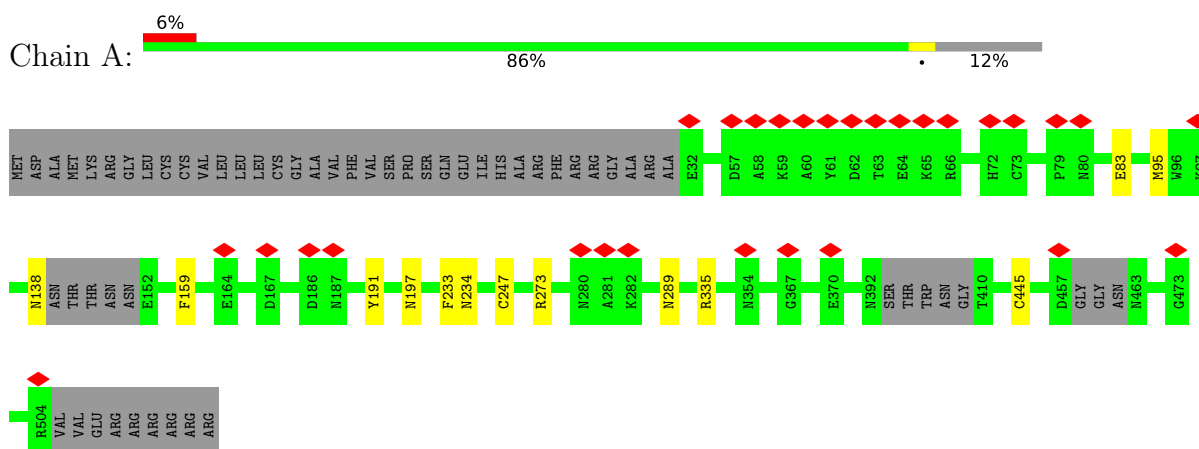 6%
Chain A:
86% • 12%
MET ASP ALA MET LYS ARG GLY LEU CYS CYS VAL LEU LEU LEU CYS GLY ALA VAL PHE VAL SER PRO SER GLN GLU ILE HIS ALA ARG PHE ARG ARG GLY ALA ARG ALA E32 D57 A58 K59 A60 Y61 D62 T63 E64 K65 R66 H72 C73 P79 N80 E83 M95 W96 K97
N138 ASN THR THR ASN ASN E152 F159 E164 D167 D186 N187 Y191 N197 F233 N234 C247 R273 N280 A281 K282 N289 R335 N354 G367 E370 N392 SER THR TRP ASN GLY T410 C445 D457 GLY GLY ASN N463 G473
R504 VAL VAL GLU ARG ARG ARG ARG ARG ARG